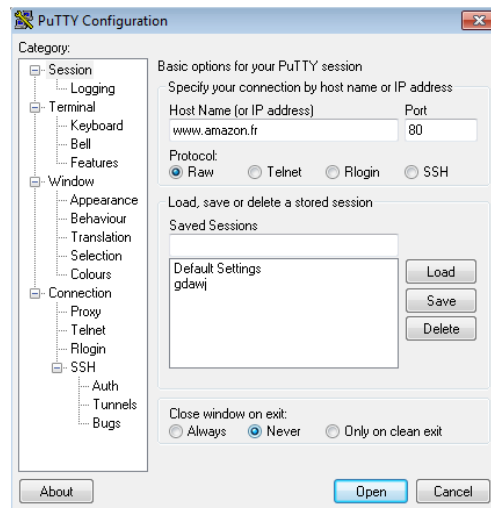 PuTTY Configuration
Category:
Session
Logging
Terminal
Keyboard
Bell
Features
Window
Appearance
Behaviour
Translation
Selection
Colours
Connection
Proxy
Telnet
Rlogin
SSH
Auth
Tunnels
Bugs
Basic options for your PuTTY session
Specify your connection by host name or IP address
Host Name (or IP address) Port
www.amazon.fr 80
Protocol:
Raw Telnet Rlogin SSH
Load, save or delete a stored session
Saved Sessions
Default Settings
gdawj
Load
Save
Delete
Close window on exit:
Always Never Only on clean exit
About Open Cancel